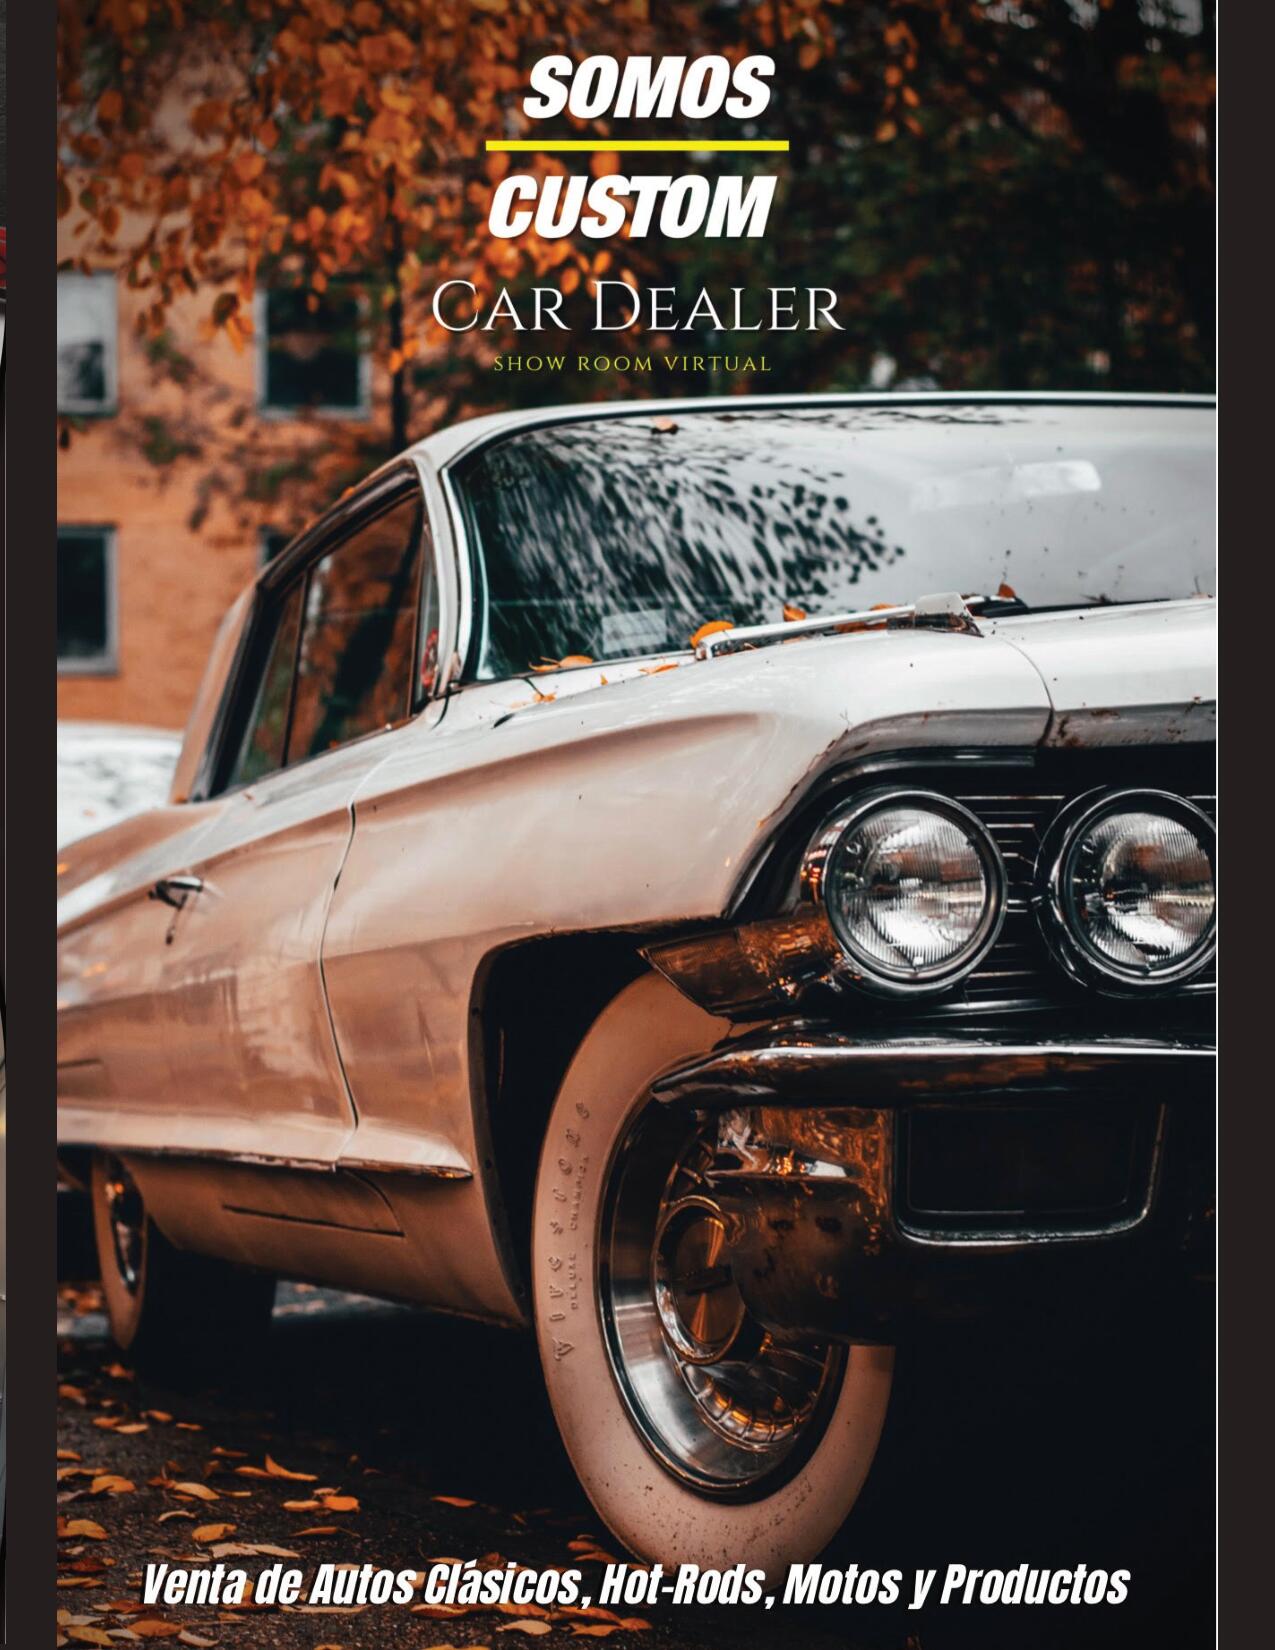 SOMOS
CUSTOM
CAR DEALER
SHOW ROOM VIRTUAL
Venta de Autos Clásicos, Hot-Rods, Motos y Productos